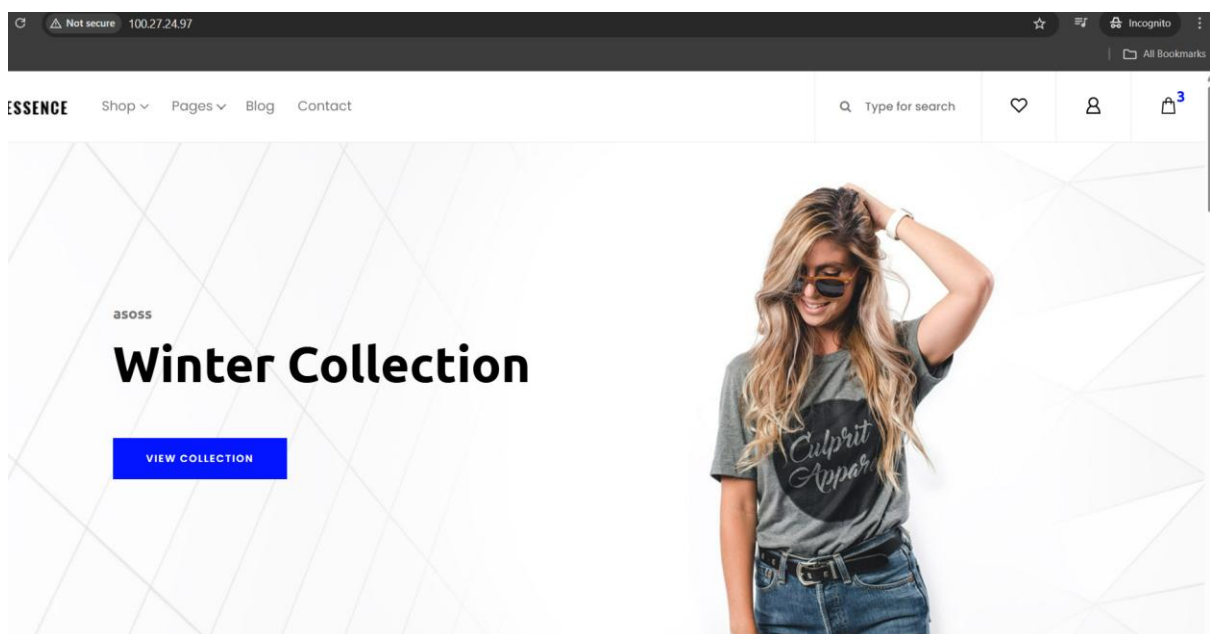 Not secure 100.27.24.97 Incognito
All Bookmarks
ESSENCE Shop Pages Blog Contact Type for search 3
asoss
Winter Collection
VIEW COLLECTION
Culprit
Appare